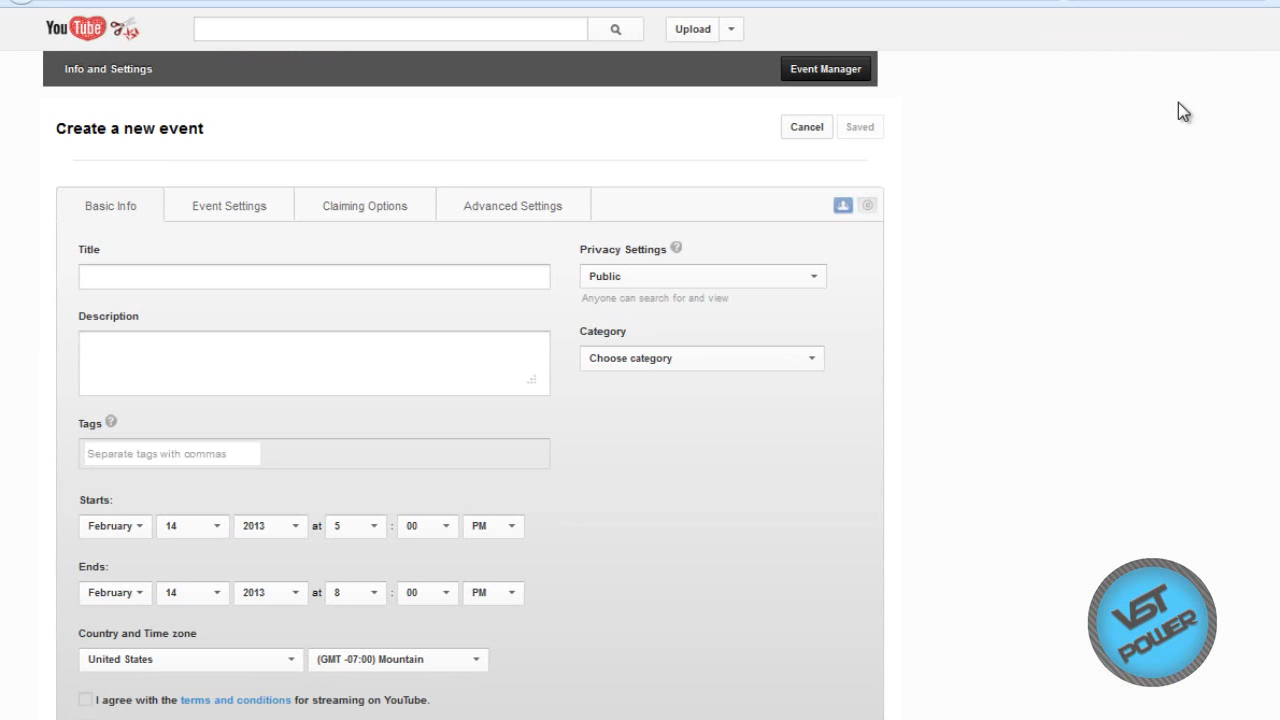 YouTube
Upload
Info and Settings
Event Manager
Create a new event
Cancel
Saved
Basic Info
Event Settings
Claiming Options
Advanced Settings
Title
Privacy Settings
Public
Anyone can search for and view
Description
Category
Choose category
Tags
Separate tags with commas
Starts:
February 14 2013 at 5 : 00 PM
Ends:
February 14 2013 at 8 : 00 PM
Country and Time zone
United States
(GMT -07:00) Mountain
I agree with the terms and conditions for streaming on YouTube.
VST
POWER